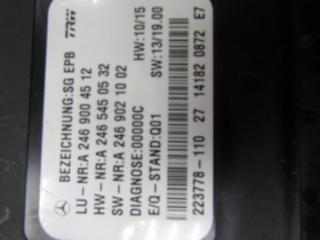 TRW
BEZEICHNUNG:SG EPB
LU-NR:A 246 900 45 12
HW-NR:A 246 545 05 32
HW:10/15
SW-NR:A 246 902 10 02
SW:13/19.00
DIAGNOSE:00000C
E/Q-STAND:Q01
223778-110 27 14182 0872 E7